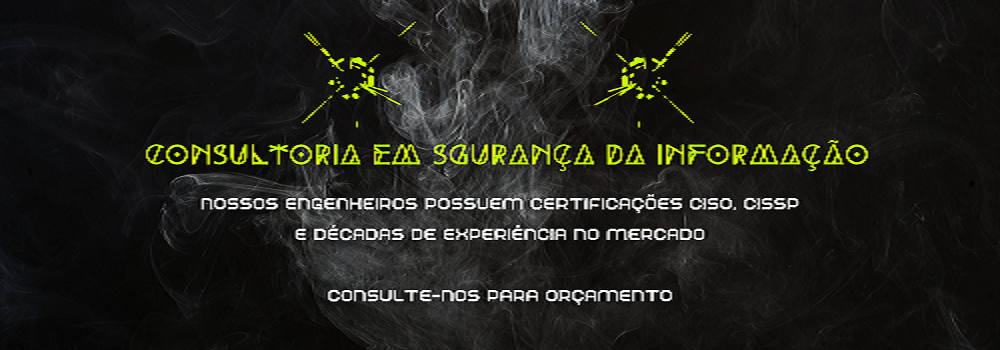 CONSULTORIA EM SGURANÇA DA INFORMAÇÃO
NOSSOS ENGENHEIROS POSSUEM CERTIFICAÇÕES CISO, CISSP
E DÉCADAS DE EXPERIÊNCIA NO MERCADO
CONSULTE-NOS PARA ORÇAMENTO